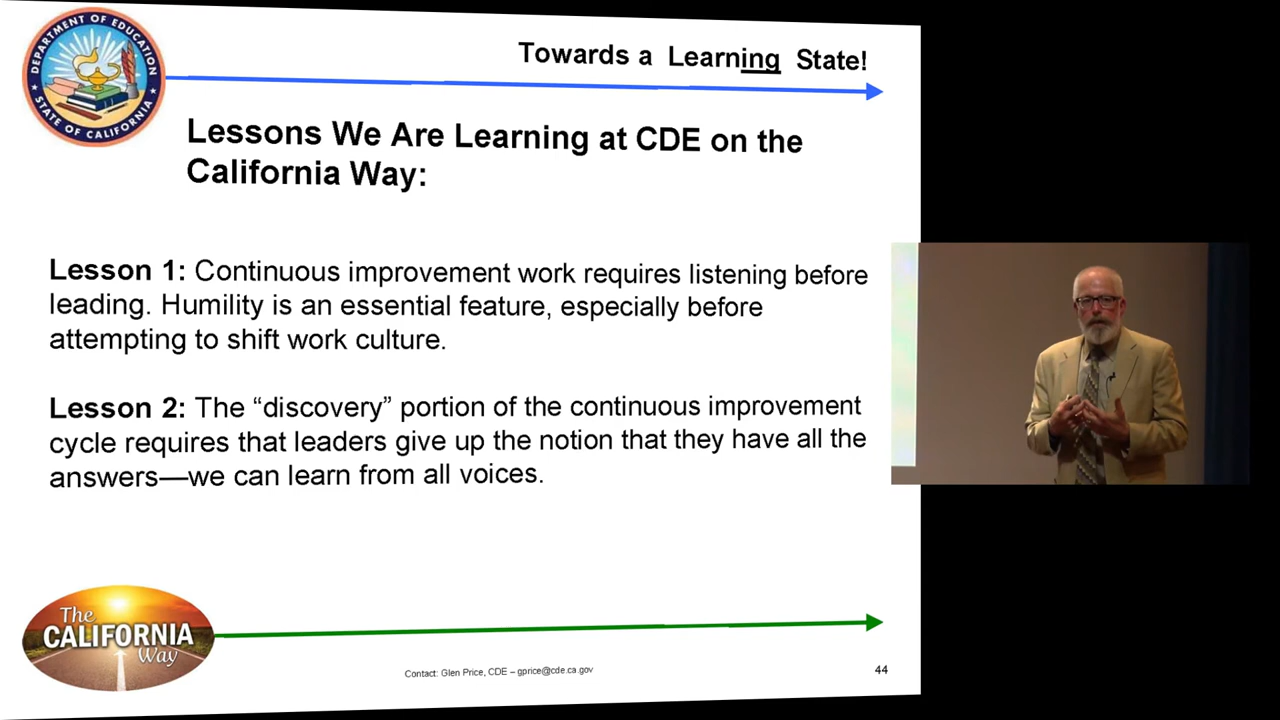 DEPARTMENT OF EDUCATION
STATE OF CALIFORNIA
Towards a Learning State!
Lessons We Are Learning at CDE on the
California Way:
Lesson 1: Continuous improvement work requires listening before
leading. Humility is an essential feature, especially before
attempting to shift work culture.
Lesson 2: The “discovery” portion of the continuous improvement
cycle requires that leaders give up the notion that they have all the
answers—we can learn from all voices.
The
CALIFORNIA
Way
Contact: Glen Price, CDE – gprice@cde.ca.gov
44